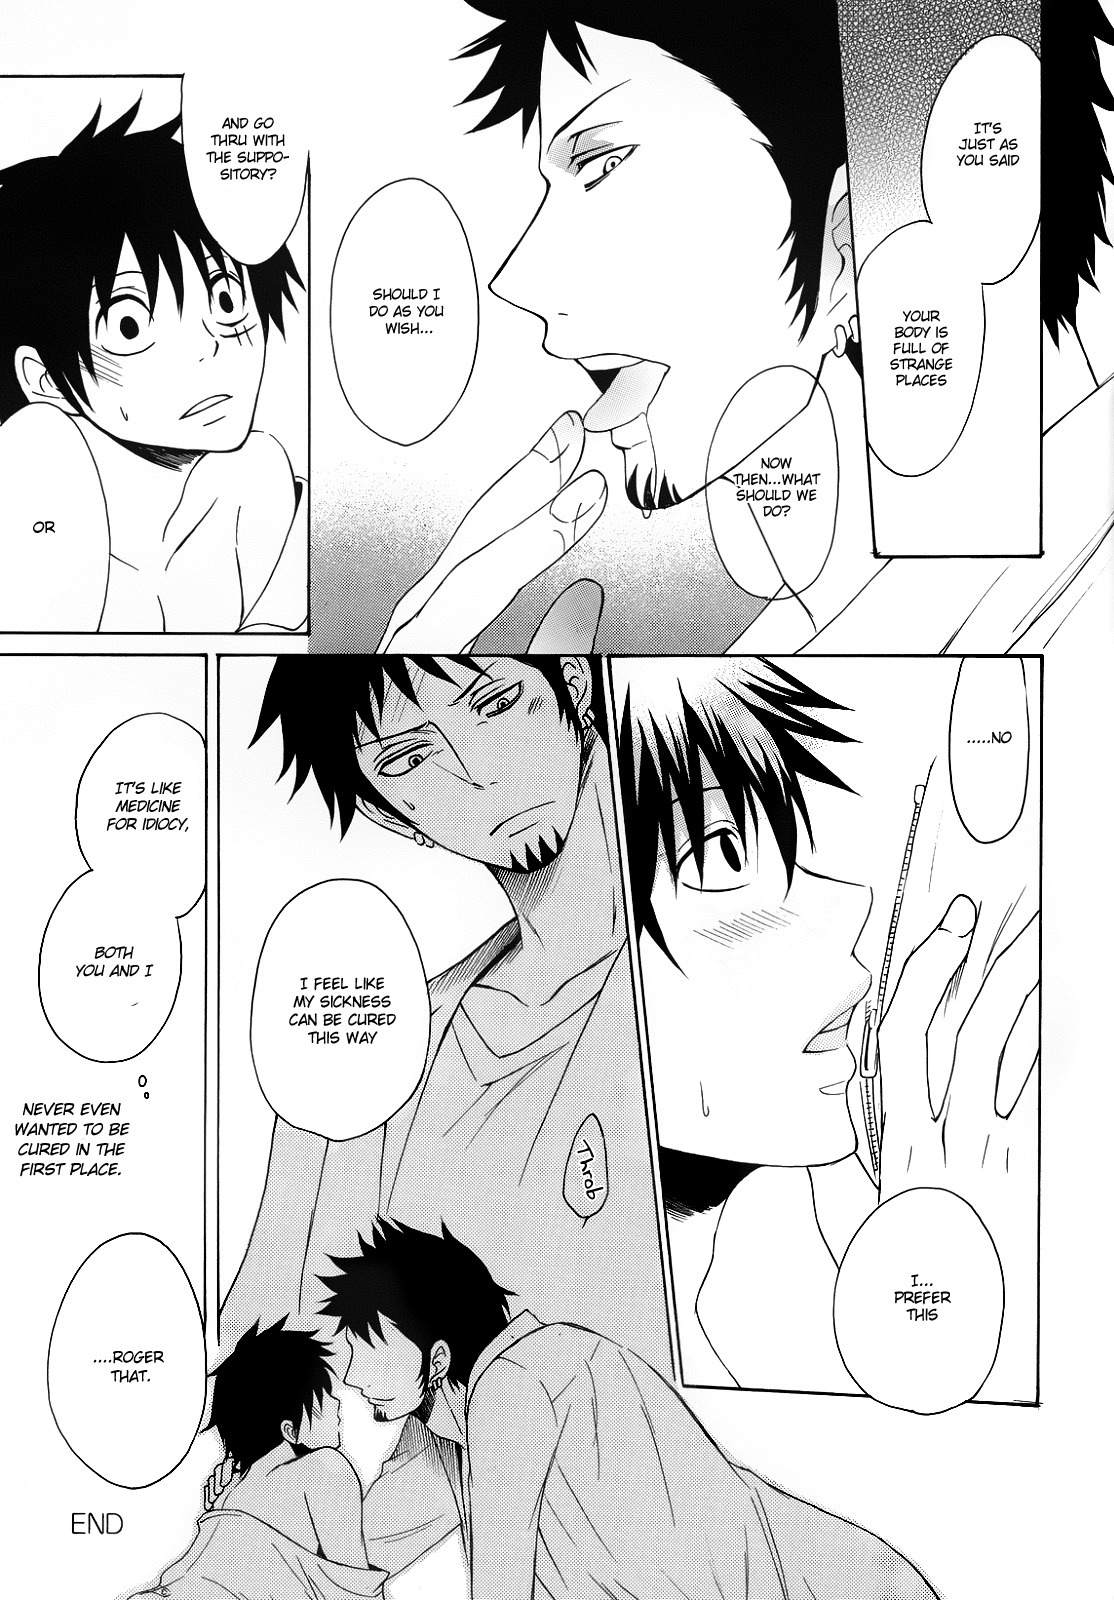 IT'S
JUST AS
YOU SAID
YOUR
BODY IS
FULL OF
STRANGE
PLACES
NOW
THEN...WHAT
SHOULD WE
DO?
SHOULD I
DO AS YOU
WISH...
OR
AND GO
THRU WITH
THE SUPPO-
SITORY?
.....NO
I...
PREFER
THIS
I FEEL LIKE
MY SICKNESS
CAN BE CURED
THIS WAY
Throb
IT'S LIKE
MEDICINE
FOR IDIOCY,
BOTH
YOU AND I
NEVER EVEN
WANTED TO BE
CURED IN THE
FIRST PLACE.
....ROGER
THAT.
END